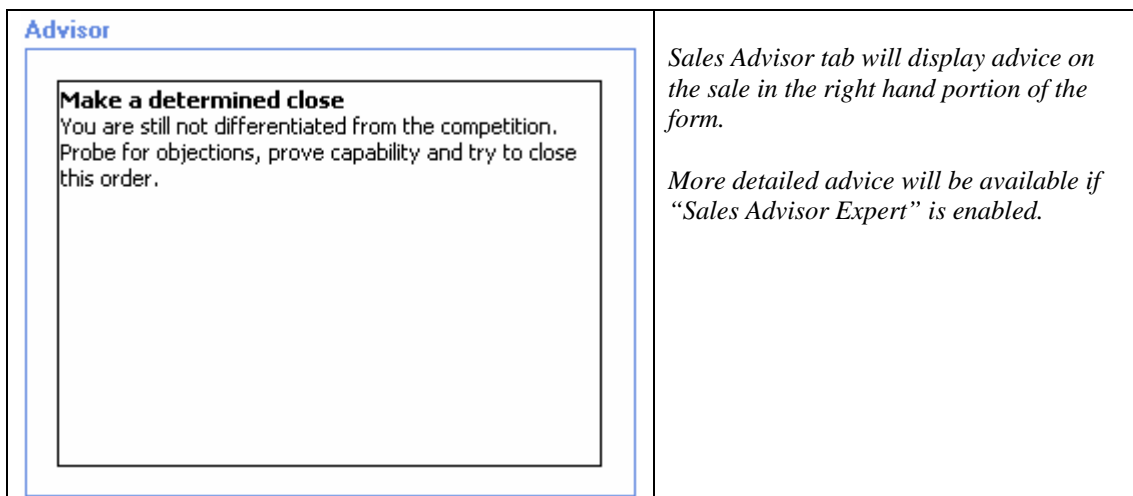 Advisor
Make a determined close
You are still not differentiated from the competition.
Probe for objections, prove capability and try to close
this order.
Sales Advisor tab will display advice on
the sale in the right hand portion of the
form.
More detailed advice will be available if
“Sales Advisor Expert” is enabled.